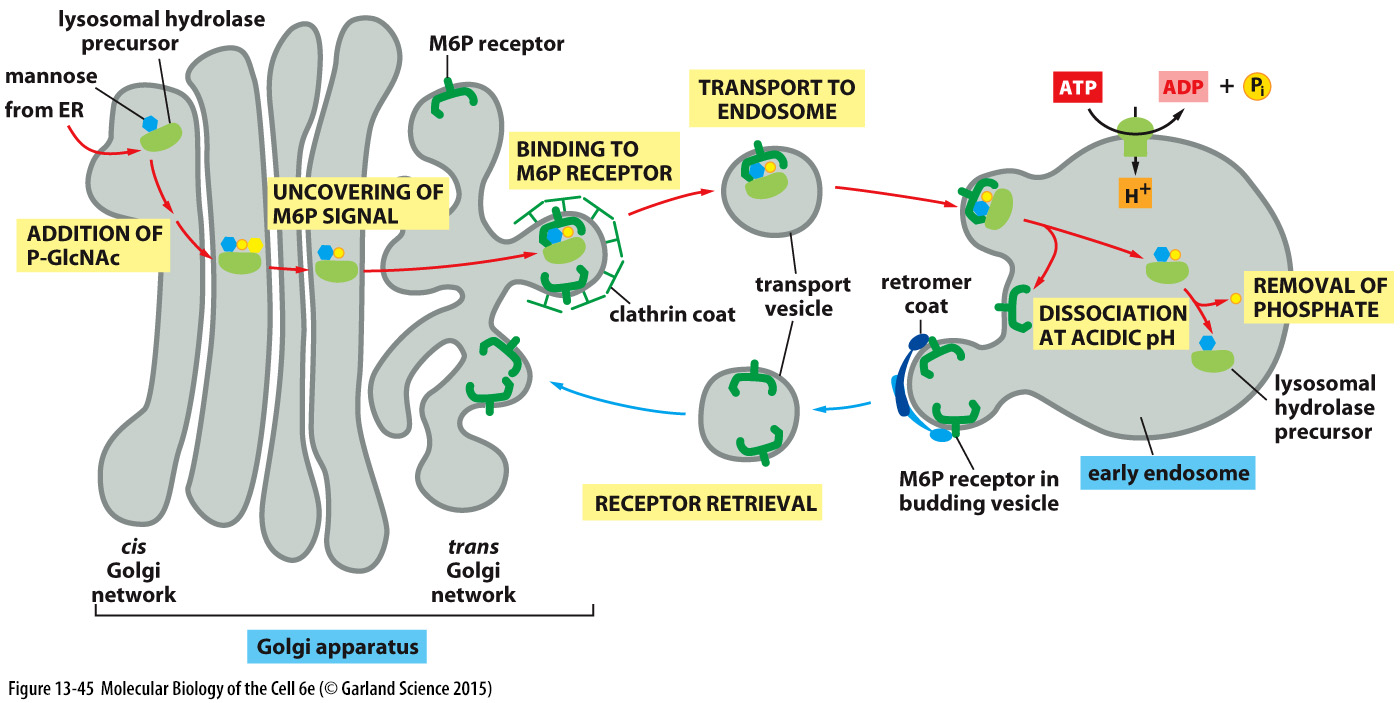 lysosomal hydrolase
precursor
mannose
from ER
ADDITION OF
P-GlcNAc
UNCOVERING OF
M6P SIGNAL
M6P receptor
BINDING TO
M6P RECEPTOR
clathrin coat
TRANSPORT TO
ENDOSOME
transport
vesicle
ATP
ADP + Pi
H+
retromer
coat
DISSOCIATION
AT ACIDIC pH
REMOVAL OF
PHOSPHATE
lysosomal
hydrolase
precursor
early endosome
M6P receptor in
budding vesicle
RECEPTOR RETRIEVAL
cis
Golgi
network
trans
Golgi
network
Golgi apparatus
Figure 13-45 Molecular Biology of the Cell 6e (© Garland Science 2015)